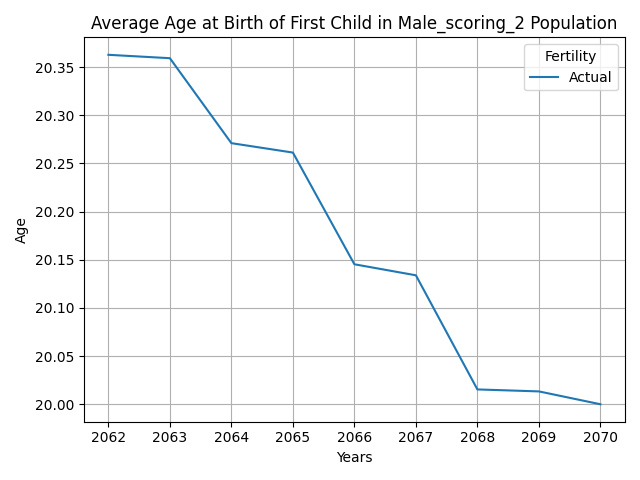 Average Age at Birth of First Child in Male_scoring_2 Population
Fertility
Actual
Age
20.35
20.30
20.25
20.20
20.15
20.10
20.05
20.00
2062 2063 2064 2065 2066 2067 2068 2069 2070
Years